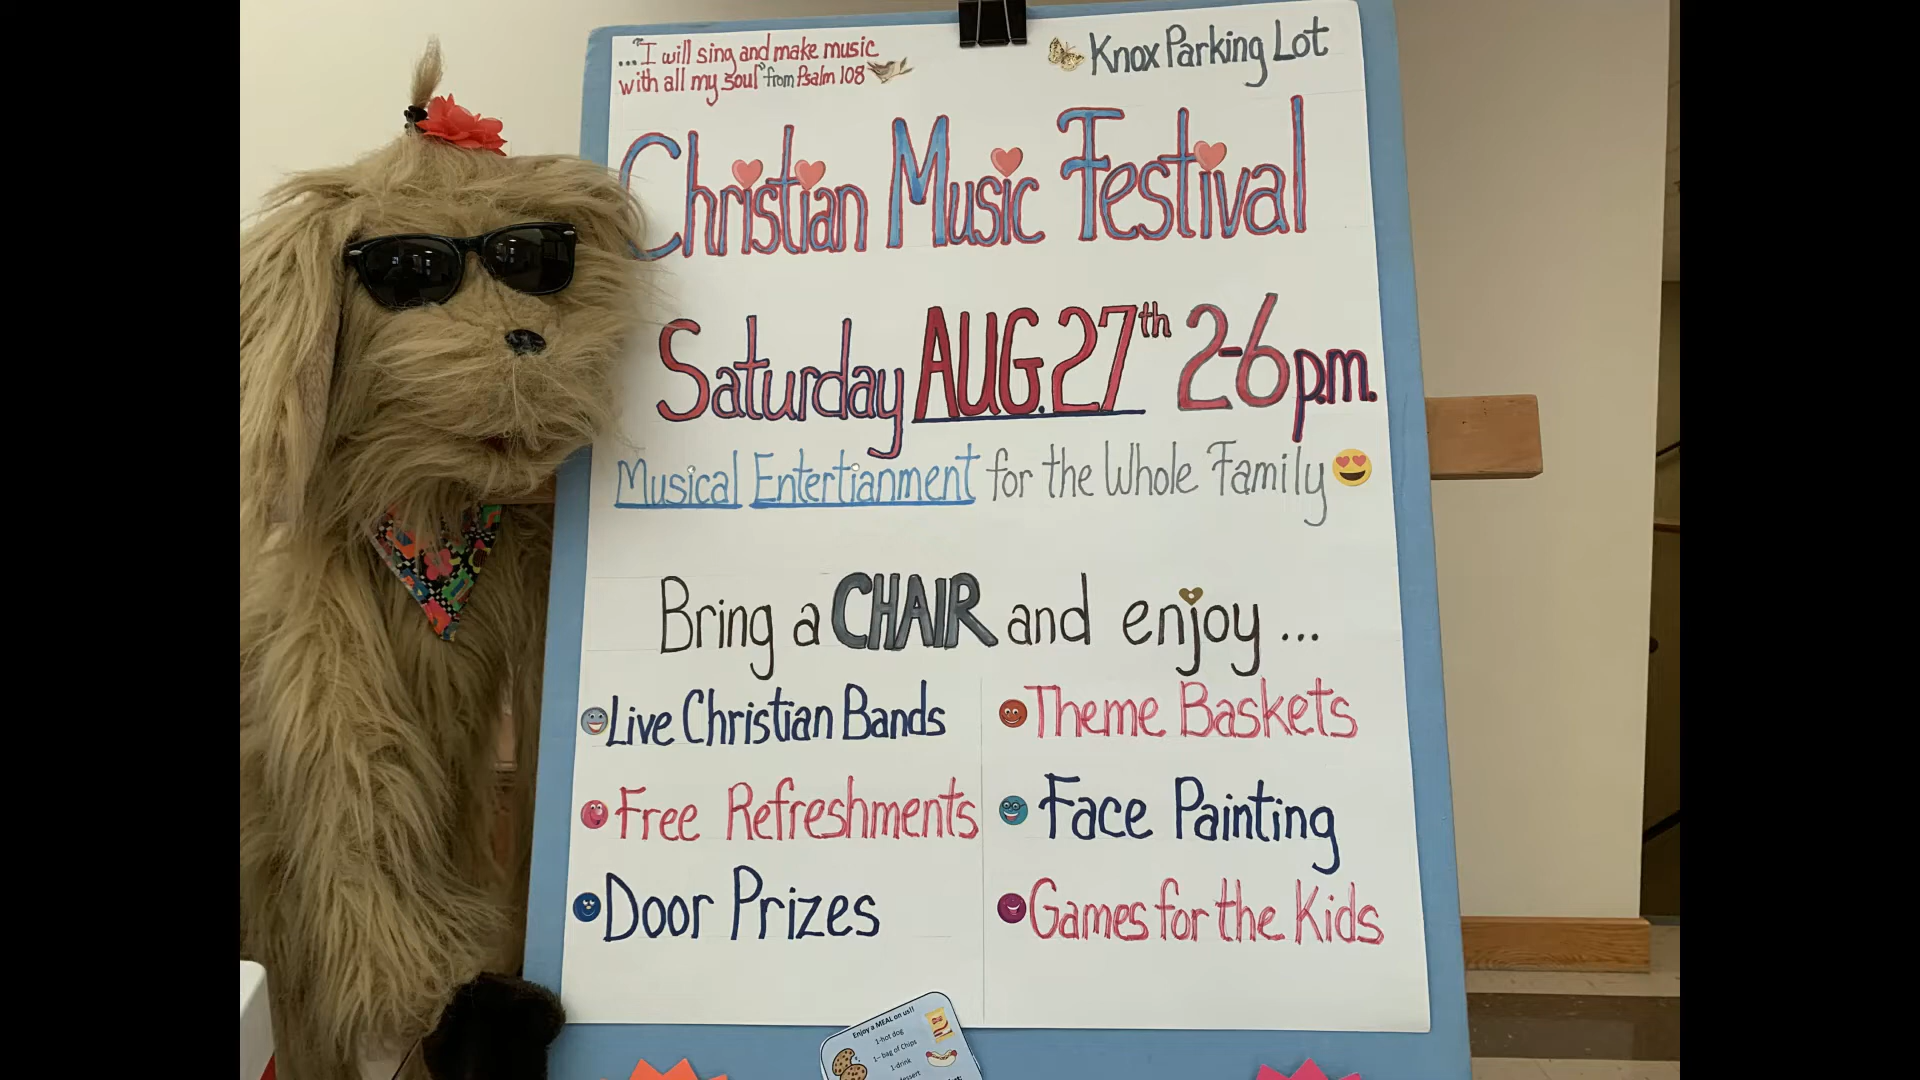 ..."I will sing and make music
with all my soul" from Psalm 108
Knox Parking Lot
Christian Music Festival
Saturday AUG. 27th 2-6 p.m.
Musical Entertianment for the Whole Family
Bring a CHAIR and enjoy ...
Live Christian Bands
Free Refreshments
Door Prizes
Theme Baskets
Face Painting
Games for the Kids
Enjoy a MEAL on us!!
1-hot dog
1-bag of Chips
1-drink
dessert